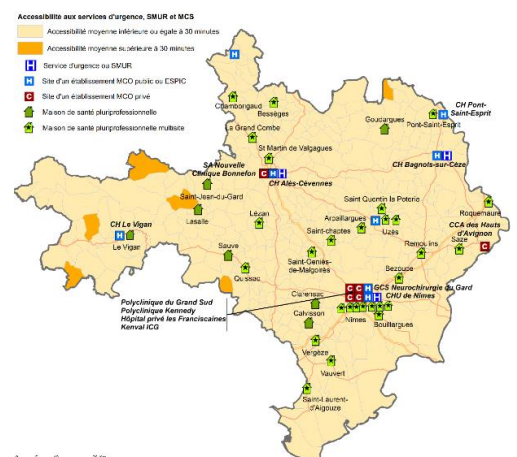 Accessibilité aux services d'urgence, SMUR et MCS
Accessibilité moyenne inférieure ou égale à 30 minutes
Accessibilité moyenne supérieure à 30 minutes
H Service d'urgence ou SMUR
H Site d'un établissement MCO public ou ESPIC
C Site d'un établissement MCO privé
Maison de santé pluriprofessionnelle
Maison de santé pluriprofessionnelle multisite
H
Chamborigaud
Bessèges
La Grand Combe
St Martin de Valgagues
Goudargues
H
CH Pont-
Saint-Esprit
Pont-Saint-Esprit
H H
CH Bagnols-sur-Cèze
SA Nouvelle
Clinique Bonnefon
C H H
CH Alès-Cévennes
Saint-Jean-du-Gard
Lasalle
CH Le Vigan
H
Le Vigan
Lézan
Saint Quentin la Poterie
Arpaillargues
H
Uzès
Saint-chaptes
Roquemaure
CCA des Hauts
d'Avignon
Saze
C
Remoulins
Sauve
Quissac
Saint-Geniès-
de-Malgoirès
Bezouce
C C H GCS Neurochirurgie du Gard
C C H H CHU de Nîmes
Polyclinique du Grand Sud
Polyclinique Kennedy
Hôpital privé les Franciscaines
Kenval ICG
Clarensac
Calvisson
Nîmes
Bouillargues
Vergèze
Vauvert
Saint-Laurent-
d'Aigouze